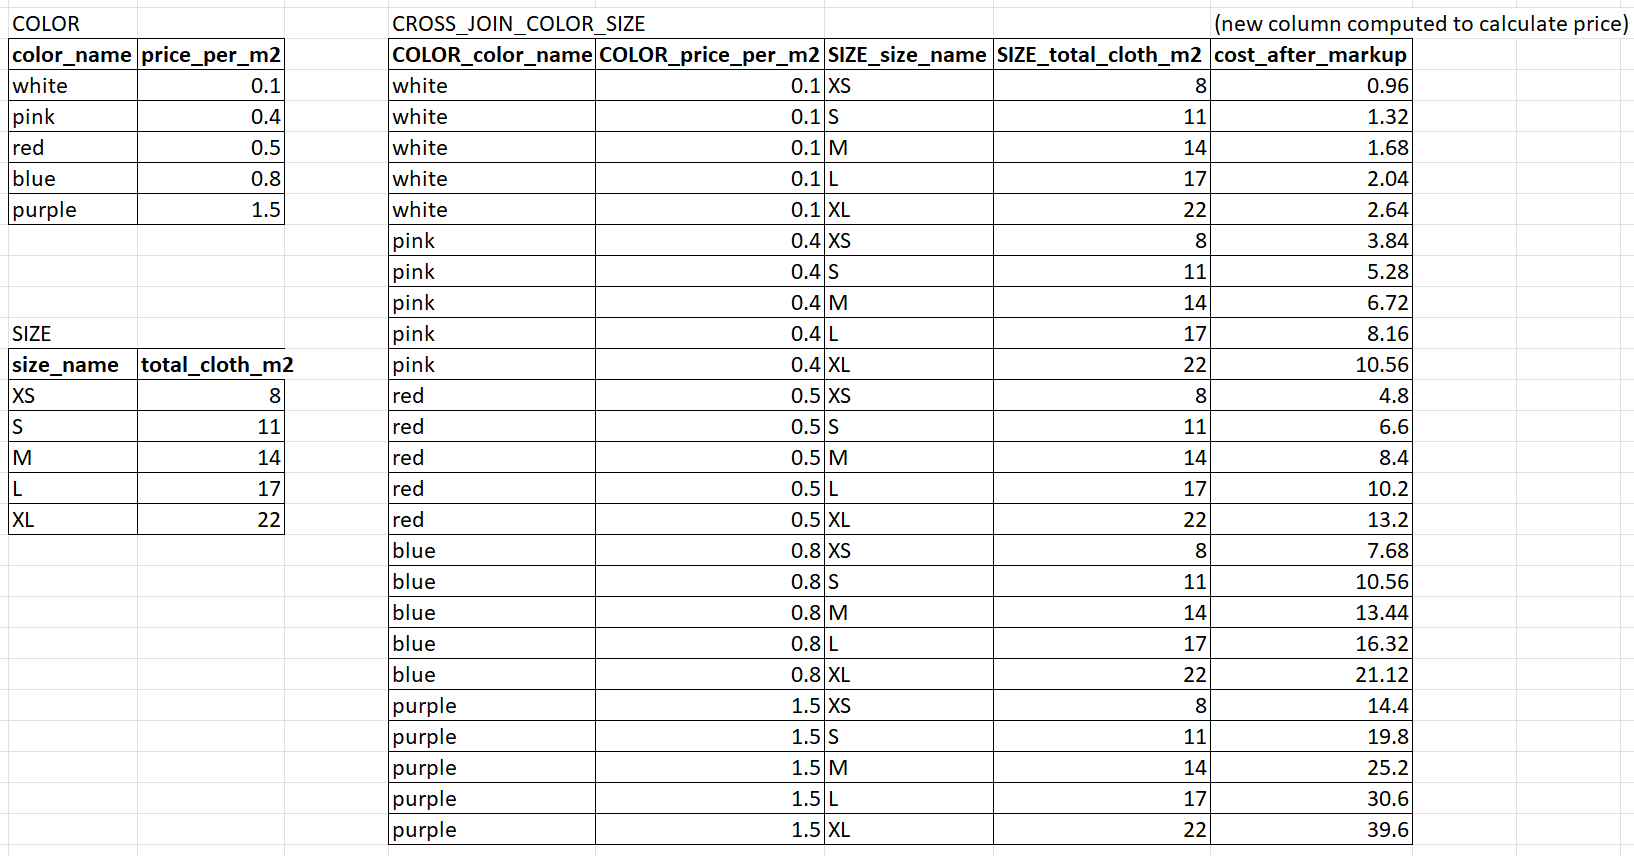 COLOR CROSS_JOIN_COLOR_SIZE (new column computed to calculate price)
color_name price_per_m2 COLOR_color_name COLOR_price_per_m2 SIZE_size_name SIZE_total_cloth_m2 cost_after_markup
white 0.1 white 0.1 XS 8 0.96
pink 0.4 white 0.1 S 11 1.32
red 0.5 white 0.1 M 14 1.68
blue 0.8 white 0.1 L 17 2.04
purple 1.5 white 0.1 XL 22 2.64
pink 0.4 XS 8 3.84
pink 0.4 S 11 5.28
pink 0.4 M 14 6.72
SIZE pink 0.4 L 17 8.16
size_name total_cloth_m2 pink 0.4 XL 22 10.56
XS 8 red 0.5 XS 8 4.8
S 11 red 0.5 S 11 6.6
M 14 red 0.5 M 14 8.4
L 17 red 0.5 L 17 10.2
XL 22 red 0.5 XL 22 13.2
blue 0.8 XS 8 7.68
blue 0.8 S 11 10.56
blue 0.8 M 14 13.44
blue 0.8 L 17 16.32
blue 0.8 XL 22 21.12
purple 1.5 XS 8 14.4
purple 1.5 S 11 19.8
purple 1.5 M 14 25.2
purple 1.5 L 17 30.6
purple 1.5 XL 22 39.6